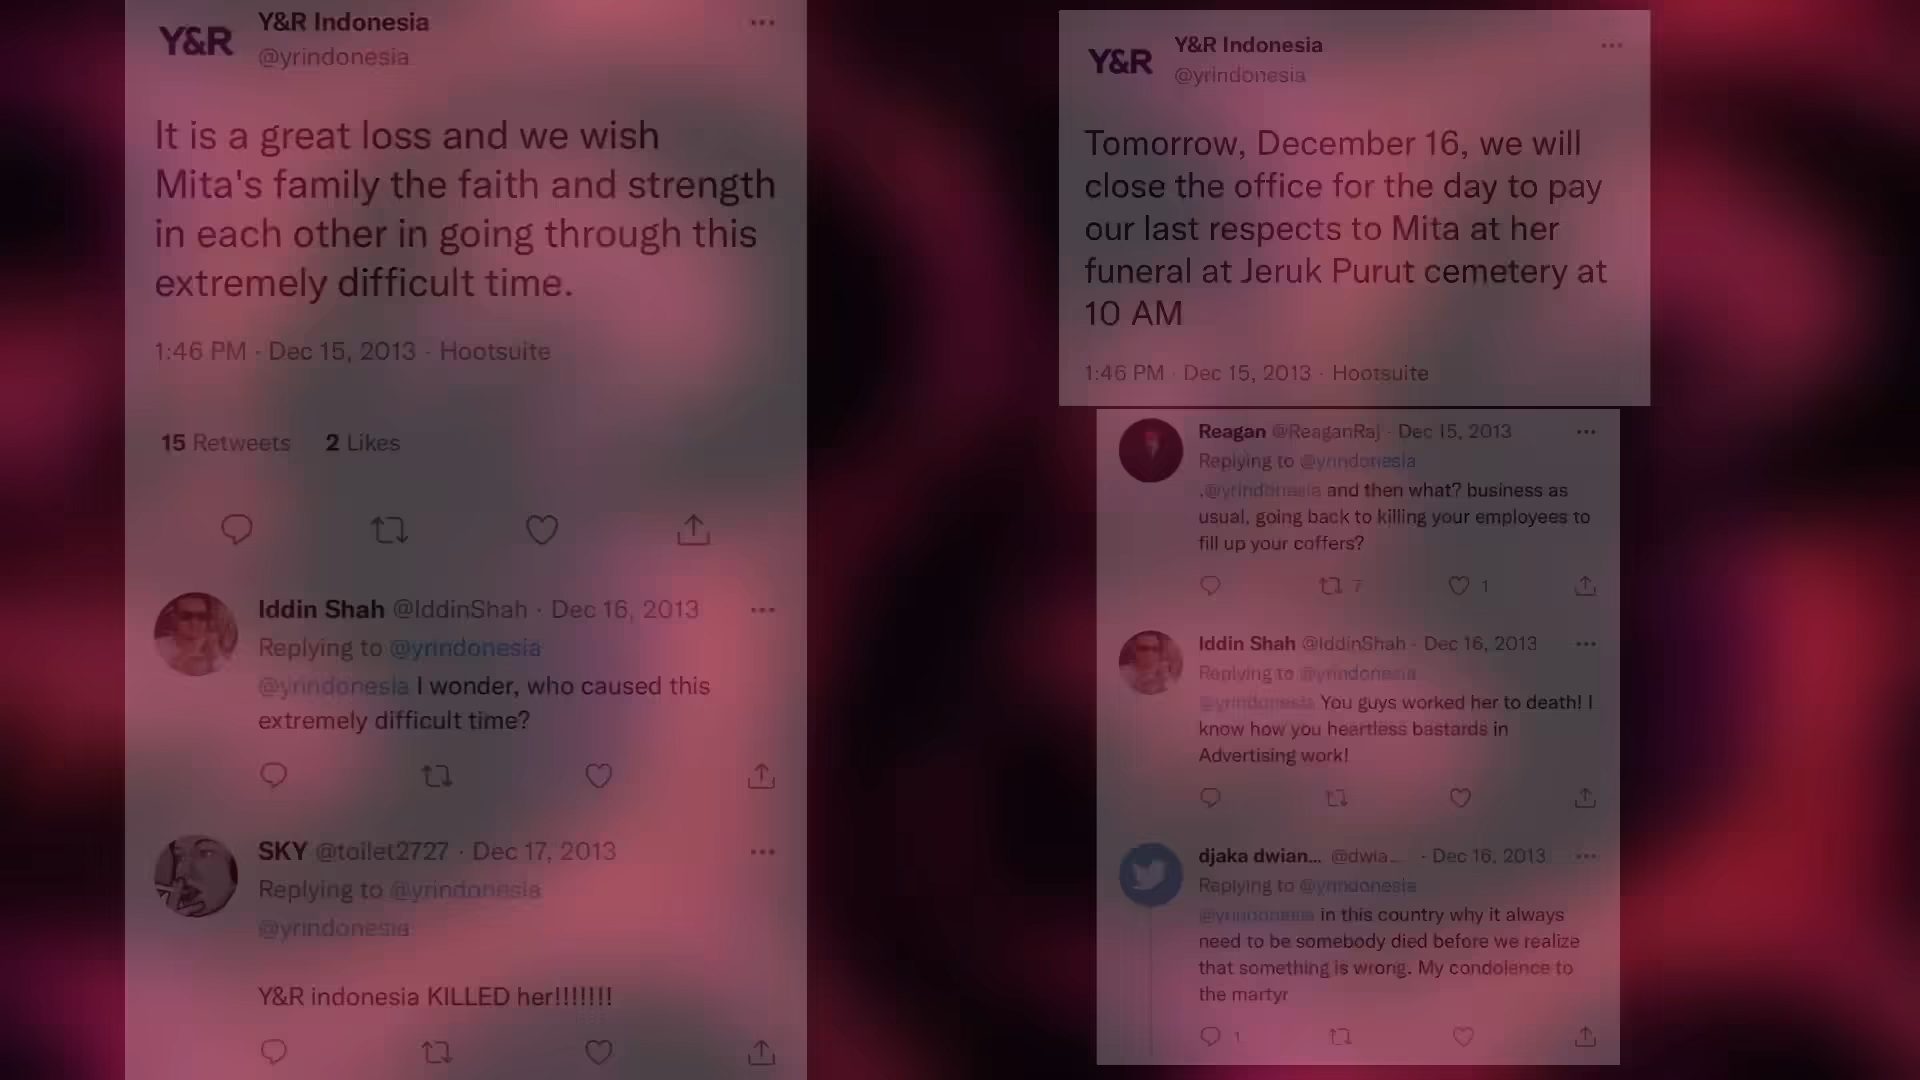 Y&R
Y&R Indonesia
@yrindonesia
It is a great loss and we wish
Mita's family the faith and strength
in each other in going through this
extremely difficult time.
1:46 PM · Dec 15, 2013 · Hootsuite
15 Retweets 2 Likes
Iddin Shah @IddinShah · Dec 16, 2013
Replying to @yrindonesia
@yrindonesia I wonder, who caused this
extremely difficult time?
SKY @toilet2727 · Dec 17, 2013
Replying to @yrindonesia
@yrindonesia
Y&R indonesia KILLED her!!!!!!!
Y&R
Y&R Indonesia
@yrindonesia
Tomorrow, December 16, we will
close the office for the day to pay
our last respects to Mita at her
funeral at Jeruk Purut cemetery at
10 AM
1:46 PM · Dec 15, 2013 · Hootsuite
Reagan @ReaganRaj · Dec 15, 2013
Replying to @yrindonesia
.@yrindonesia and then what? business as
usual, going back to killing your employees to
fill up your coffers?
7 1
Iddin Shah @IddinShah · Dec 16, 2013
Replying to @yrindonesia
@yrindonesia You guys worked her to death! I
know how you heartless bastards in
Advertising work!
djaka dwian... @dwia... · Dec 16, 2013
Replying to @yrindonesia
@yrindonesia in this country why it always
need to be somebody died before we realize
that something is wrong. My condolence to
the martyr
1